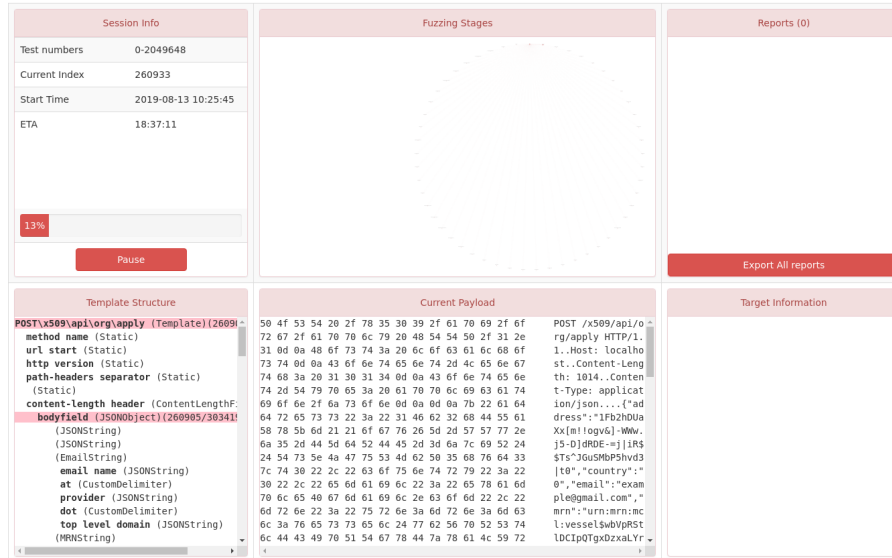 Session Info
Test numbers 0-2049648
Current Index 260933
Start Time 2019-08-13 10:25:45
ETA 18:37:11
13%
Pause
Fuzzing Stages
Reports (0)
Export All reports
Template Structure
POST\x509\api\org\apply (Template)(2609
method name (Static)
url start (Static)
http version (Static)
path-headers separator (Static)
(Static)
content-length header (ContentLengthF
bodyfield (JSONObject)(260905/303419
(JSONString)
(JSONString)
(EmailString)
email name (JSONString)
at (CustomDelimiter)
provider (JSONString)
dot (CustomDelimiter)
top level domain (JSONString)
(MRNString)
Current Payload
50 4f 53 54 20 2f 78 35 30 39 2f 61 70 69 2f 6f POST /x509/api/o
72 67 2f 61 70 70 6c 79 20 48 54 54 50 2f 31 2e rg/apply HTTP/1.
31 0d 0a 48 6f 73 74 3a 20 6c 6f 63 61 6c 68 6f 1..Host: localho
73 74 0d 0a 43 6f 6e 74 65 6e 74 2d 4c 65 6e 67 st..Content-Leng
74 68 3a 20 31 30 31 34 0d 0a 43 6f 6e 74 65 6e th: 1014..Conten
74 2d 54 79 70 65 3a 20 61 70 70 6c 69 63 61 74 t-Type: applicat
69 6f 6e 2f 6a 73 6f 6e 0d 0a 0d 0a 7b 22 61 64 ion/json....{"ad
64 72 65 73 73 22 3a 22 31 46 62 32 68 44 55 61 dress":"1Fb2hDUa
58 78 5b 6d 21 21 6f 67 76 26 5d 2d 57 57 77 2e Xx[m!!ogv&]-WWw.
6a 35 2d 44 5d 64 52 44 45 2d 3d 6a 7c 69 52 24 j5-D]dRDE-=j|iR$
24 54 73 5e 4a 47 75 53 4d 62 50 35 68 76 64 33 $Ts^JGuSMbP5hvd3
7c 74 30 22 2c 22 63 6f 75 6e 74 72 79 22 3a 22 |t0","country":"
30 22 2c 22 65 6d 61 69 6c 22 3a 22 65 78 61 6d 0","email":"exam
70 6c 65 40 67 6d 61 69 6c 2e 63 6f 6d 22 2c 22 ple@gmail.com","
6d 72 6e 22 3a 22 75 72 6e 3a 6d 72 6e 3a 6d 63 mrn":"urn:mrn:mc
6c 3a 76 65 73 73 65 6c 24 77 62 56 70 52 53 74 l:vessel$wbVpRSt
6c 44 43 49 70 51 54 67 78 44 7a 78 61 4c 59 72 lDCIpQTgxDzxaLYr
Target Information